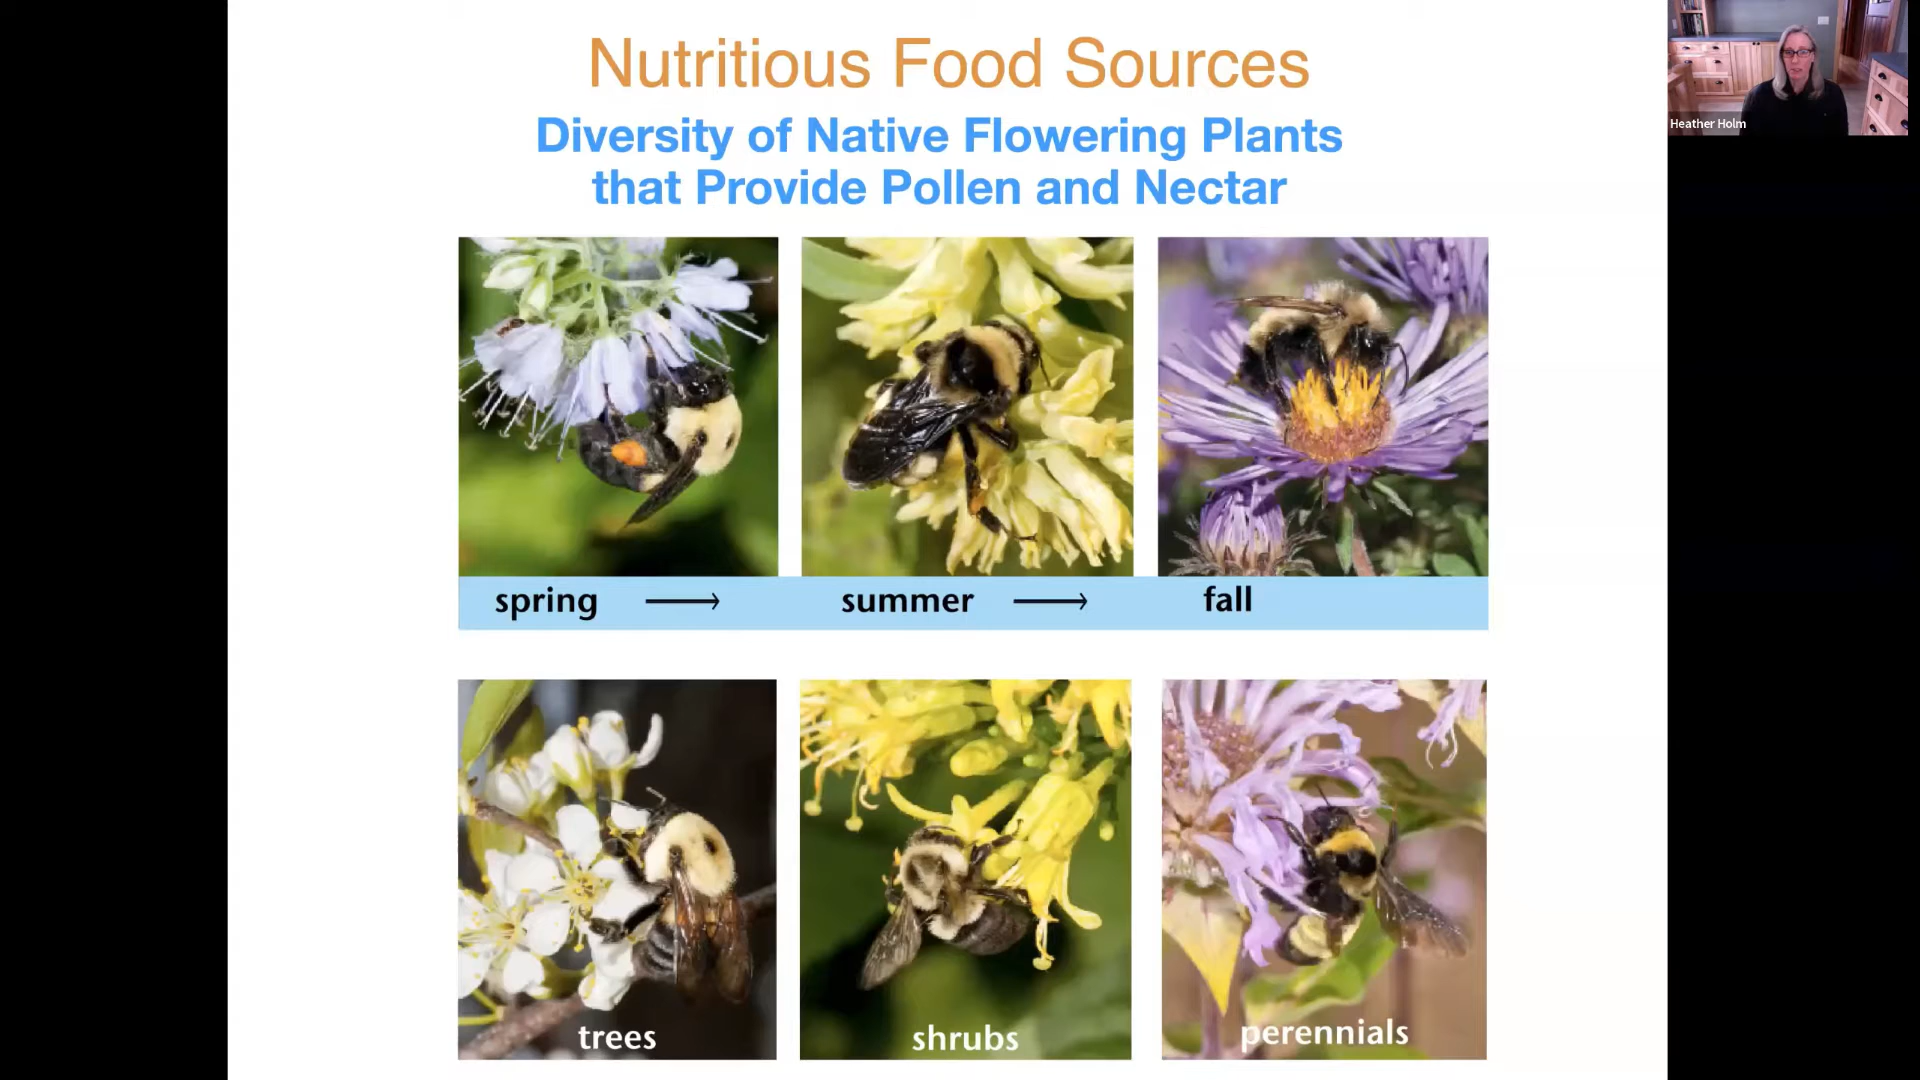 Nutritious Food Sources
Diversity of Native Flowering Plants
that Provide Pollen and Nectar
Heather Holm
spring → summer → fall
trees
shrubs
perennials